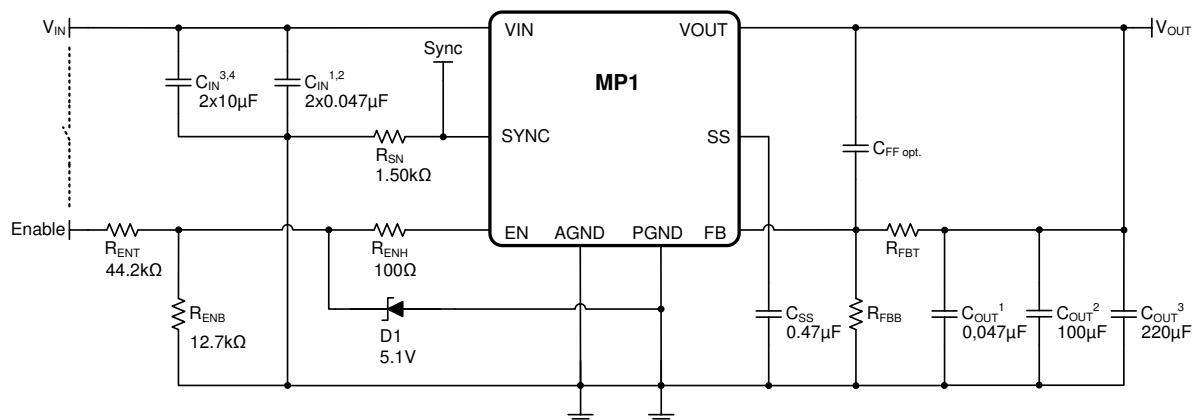 VIN
VIN
VOUT
VOUT
Sync
MP1
CIN3,4
2x10µF
CIN1,2
2x0.047µF
SYNC
SS
RSN
1.50kΩ
CFF opt.
Enable
RENT
44.2kΩ
RENH
100Ω
EN
AGND
PGND
FB
RFBT
RENB
12.7kΩ
D1
5.1V
CSS
0.47µF
RFBB
COUT1
0,047µF
COUT2
100µF
COUT3
220µF